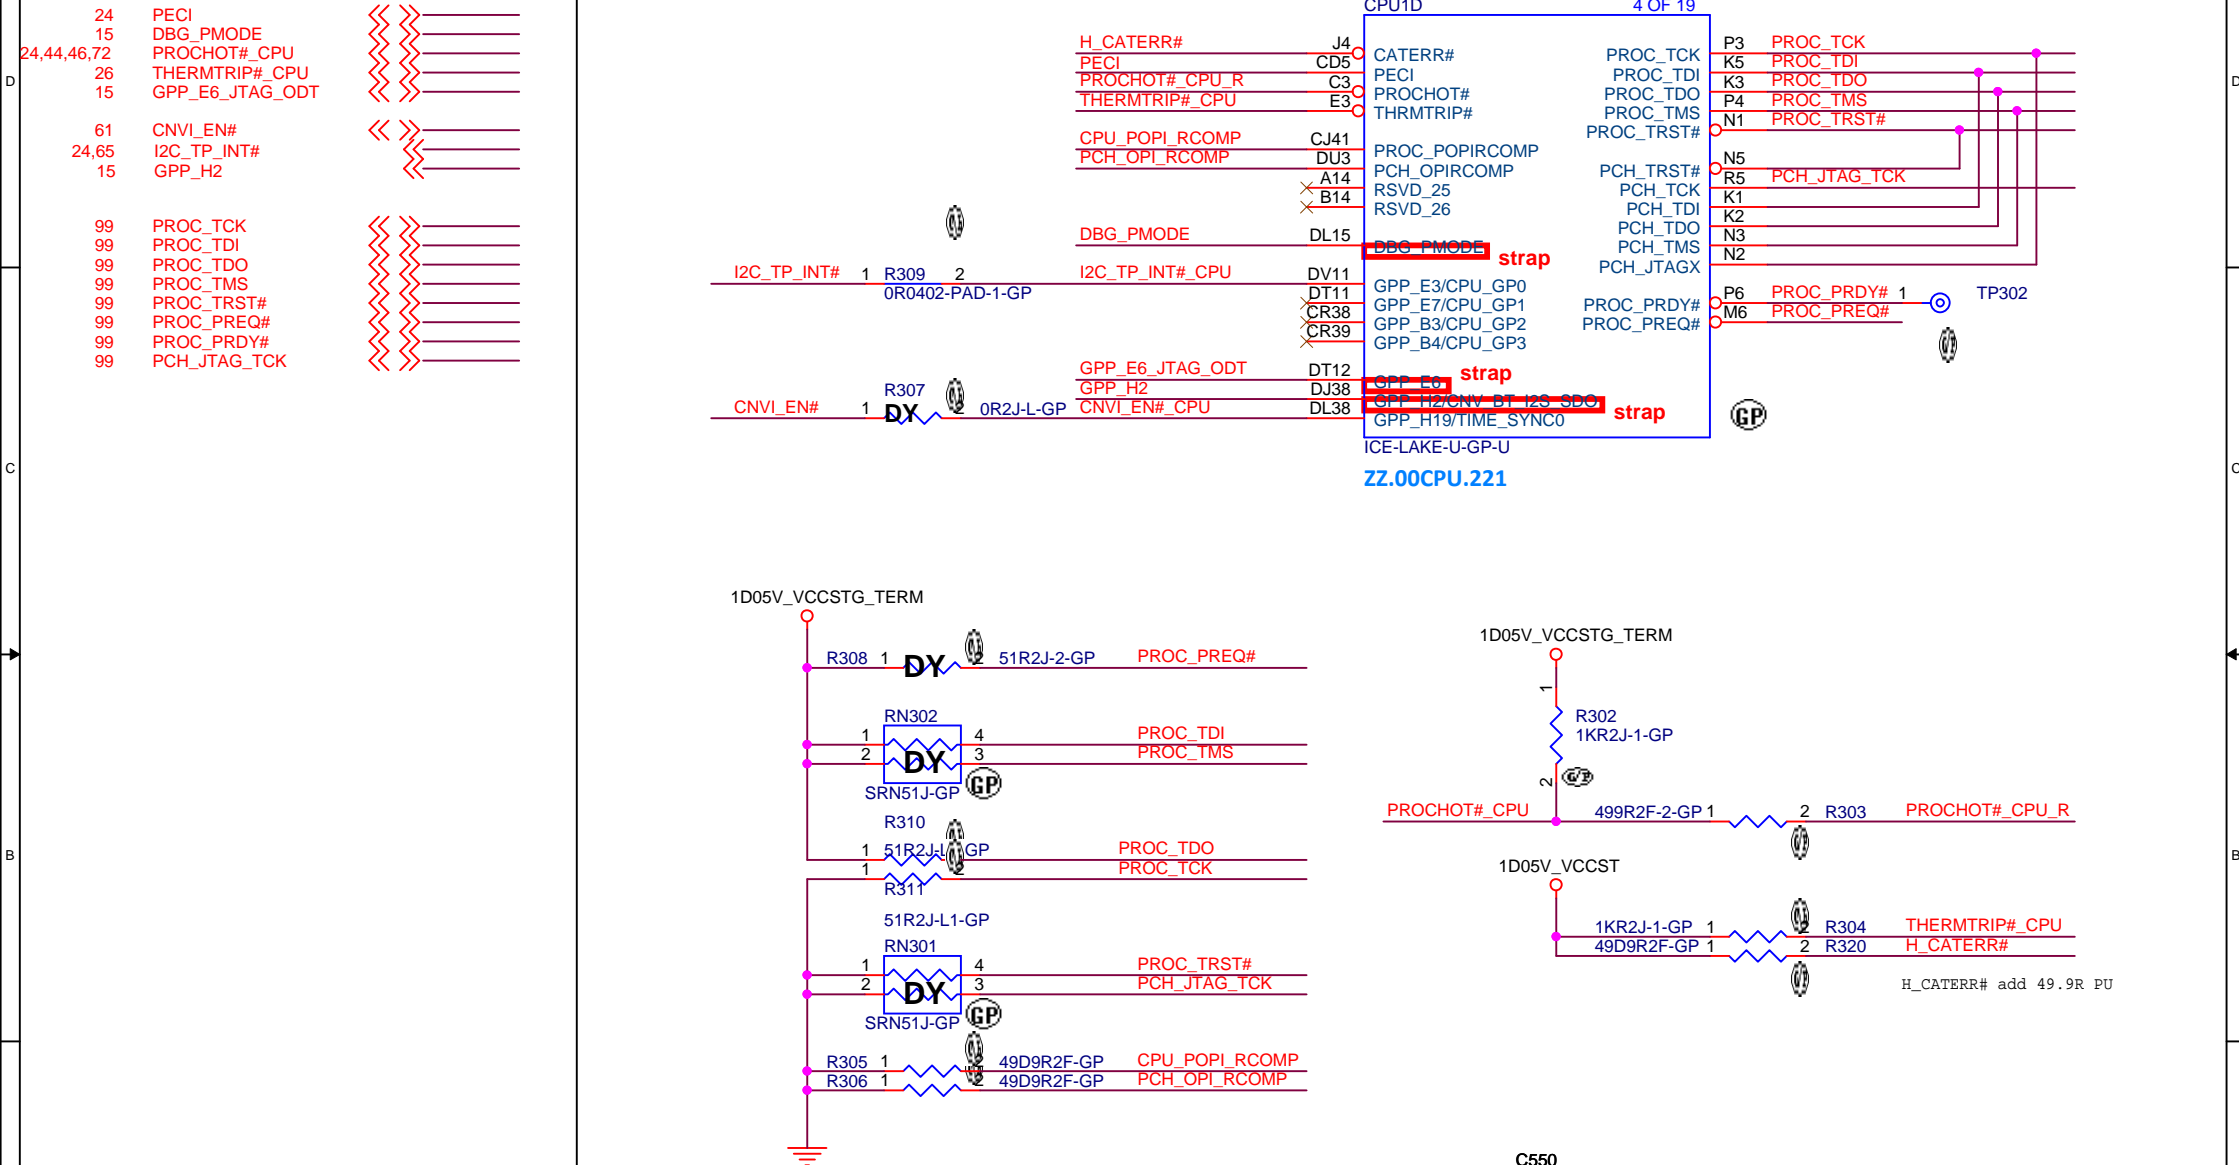 24 PECI
15 DBG_PMODE
24,44,46,72 PROCHOT#_CPU
26 THERMTRIP#_CPU
15 GPP_E6_JTAG_ODT
61 CNVI_EN#
24,65 I2C_TP_INT#
15 GPP_H2
99 PROC_TCK
99 PROC_TDI
99 PROC_TDO
99 PROC_TMS
99 PROC_TRST#
99 PROC_PREQ#
99 PROC_PRDY#
99 PCH_JTAG_TCK
D
C
B
CPU1D 4 OF 19
H_CATERR# J4 CATERR#
PECI CD5 PECI
PROCHOT#_CPU_R C3 PROCHOT#
THERMTRIP#_CPU E3 THRMTRIP#
CPU_POPI_RCOMP CJ41 PROC_POPIRCOMP
PCH_OPI_RCOMP DU3 PCH_OPIRCOMP
A14 RSVD_25
B14 RSVD_26
DBG_PMODE DL15 DBG_PMODE strap
I2C_TP_INT# 1 R309 2 I2C_TP_INT#_CPU DV11 GPP_E3/CPU_GP0
0R0402-PAD-1-GP
DT11 GPP_E7/CPU_GP1
CR38 GPP_B3/CPU_GP2
CR39 GPP_B4/CPU_GP3
GPP_E6_JTAG_ODT DT12 GPP_E6 strap
GPP_H2 DJ38 GPP_H2/CNV_BT_I2S_SDO strap
R307
CNVI_EN# 1 DY 2 0R2J-L-GP CNVI_EN#_CPU DL38 GPP_H19/TIME_SYNC0
PROC_TCK P3 PROC_TCK
PROC_TDI K5 PROC_TDI
PROC_TDO K3 PROC_TDO
PROC_TMS P4 PROC_TMS
PROC_TRST# N1 PROC_TRST#
PCH_TRST# N5
PCH_TCK R5 PCH_JTAG_TCK
PCH_TDI K1
PCH_TDO K2
PCH_TMS N3
PCH_JTAGX N2
PROC_PRDY# P6 PROC_PRDY# 1 TP302
PROC_PREQ# M6 PROC_PREQ#
GP
ICE-LAKE-U-GP-U
ZZ.00CPU.221
1D05V_VCCSTG_TERM
R308 1 DY 2 51R2J-2-GP PROC_PREQ#
RN302
1 4 PROC_TDI
2 DY 3 PROC_TMS
SRN51J-GP GP
R310
1 PROC_TDO
1 2 PROC_TCK
R311
51R2J-L1-GP
RN301
1 4 PROC_TRST#
2 DY 3 PCH_JTAG_TCK
SRN51J-GP GP
R305 1 49D9R2F-GP CPU_POPI_RCOMP
R306 1 2 49D9R2F-GP PCH_OPI_RCOMP
1D05V_VCCSTG_TERM
1
R302
1KR2J-1-GP
2
PROCHOT#_CPU 499R2F-2-GP 1 2 R303 PROCHOT#_CPU_R
1D05V_VCCST
1KR2J-1-GP 1 2 R304 THERMTRIP#_CPU
49D9R2F-GP 1 2 R320 H_CATERR#
H_CATERR# add 49.9R PU
C550